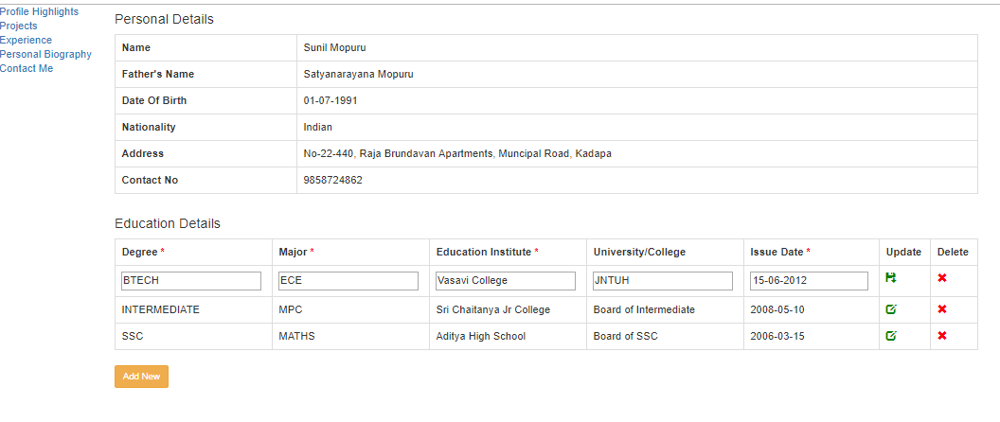 Profile Highlights
Projects
Experience
Personal Biography
Contact Me
Personal Details
Name Sunil Mopuru
Father's Name Satyanarayana Mopuru
Date Of Birth 01-07-1991
Nationality Indian
Address No-22-440, Raja Brundavan Apartments, Muncipal Road, Kadapa
Contact No 9858724862
Education Details
Degree * Major * Education Institute * University/College Issue Date * Update Delete
BTECH ECE Vasavi College JNTUH 15-06-2012
INTERMEDIATE MPC Sri Chaitanya Jr College Board of Intermediate 2008-05-10
SSC MATHS Aditya High School Board of SSC 2006-03-15
Add New